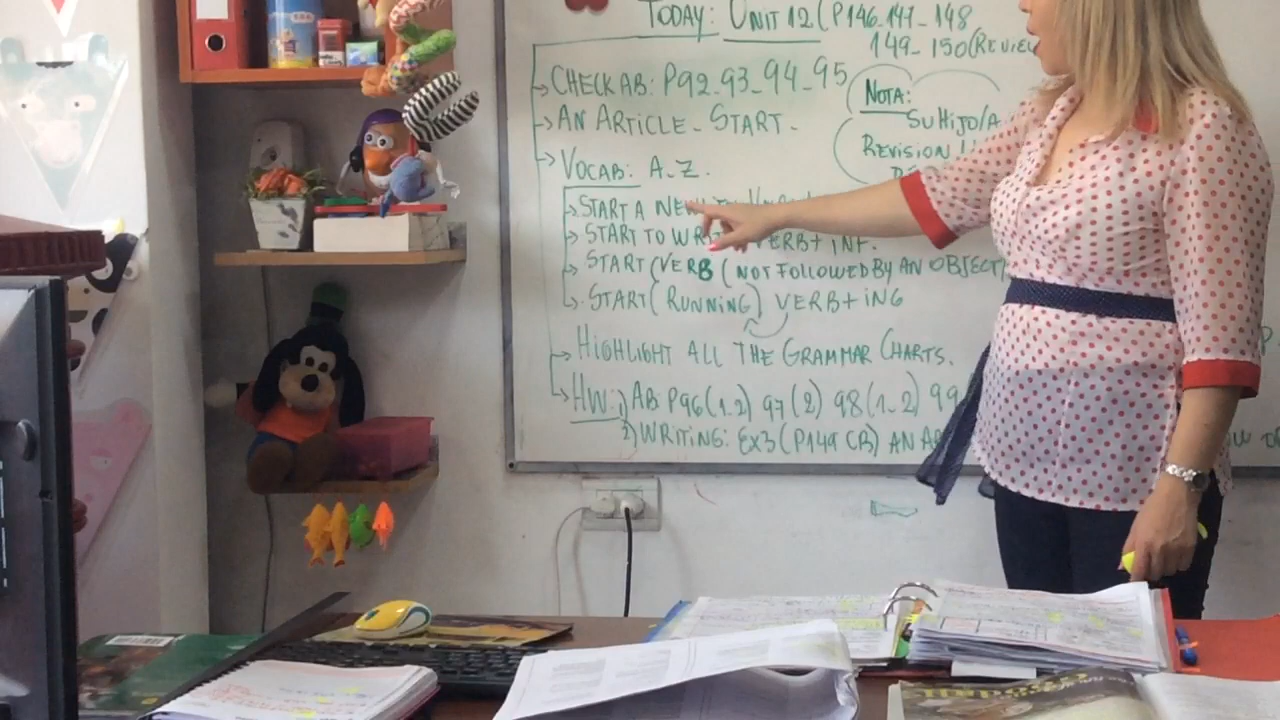 TODAY: UNIT 12 (P146_147_148
149_150(REVIEW
CHECK AB: P92_93_94_95
AN ARTICLE_START.
VOCAB: A_Z.
NOTA:
SU HIJO/A
REVISION
START A NEW
START TO VERB+INF.
START (VERB (NOT FOLLOWED BY AN OBJECT)
START (RUNNING) VERB+ING
HIGHLIGHT ALL THE GRAMMAR CHARTS.
HW: 1) AB: P96(1_2) 97(2) 98(1_2) 99
2) WRITING: EX3 (P149 CB) AN